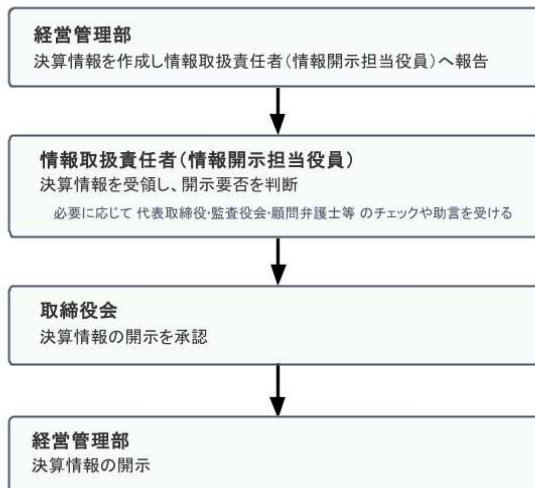 経営管理部
決算情報を作成し情報取扱責任者(情報開示担当役員)へ報告
情報取扱責任者(情報開示担当役員)
決算情報を受領し、開示要否を判断
必要に応じて 代表取締役・監査役会・顧問弁護士等 のチェックや助言を受ける
取締役会
決算情報の開示を承認
経営管理部
決算情報の開示